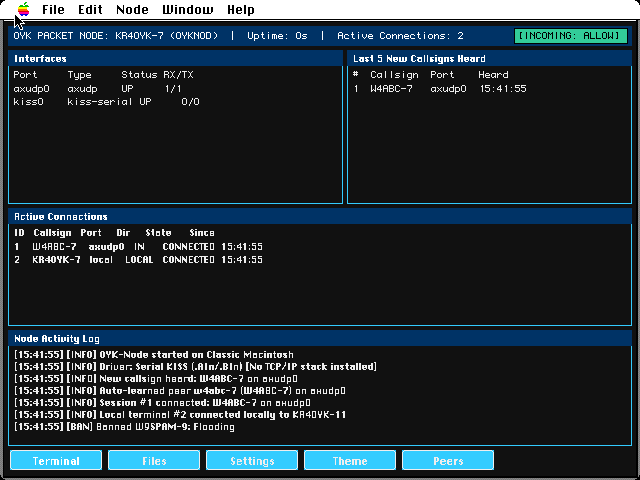 File Edit Node Window Help
OYK PACKET NODE: KR4OYK-7 (OYKNOD) | Uptime: 0s | Active Connections: 2 [INCOMING: ALLOW]
Interfaces
Port Type Status RX/TX
axudp0 axudp UP 1/1
kiss0 kiss-serial UP 0/0
Last 5 New Callsigns Heard
# Callsign Port Heard
1 W4ABC-7 axudp0 15:41:55
Active Connections
ID Callsign Port Dir State Since
1 W4ABC-7 axudp0 IN CONNECTED 15:41:55
2 KR4OYK-7 local LOCAL CONNECTED 15:41:55
Node Activity Log
[15:41:55] [INFO] OYK-Node started on Classic Macintosh
[15:41:55] [INFO] Driver: Serial KISS (.AIn/.BIn) [No TCP/IP stack installed]
[15:41:55] [INFO] New callsign heard: W4ABC-7 on axudp0
[15:41:55] [INFO] Auto-learned peer w4abc-7 (W4ABC-7) on axudp0
[15:41:55] [INFO] Session #1 connected: W4ABC-7 on axudp0
[15:41:55] [INFO] Local terminal #2 connected locally to KR4OYK-11
[15:41:55] [BAN] Banned W9SPAM-9: Flooding
Terminal Files Settings Theme Peers